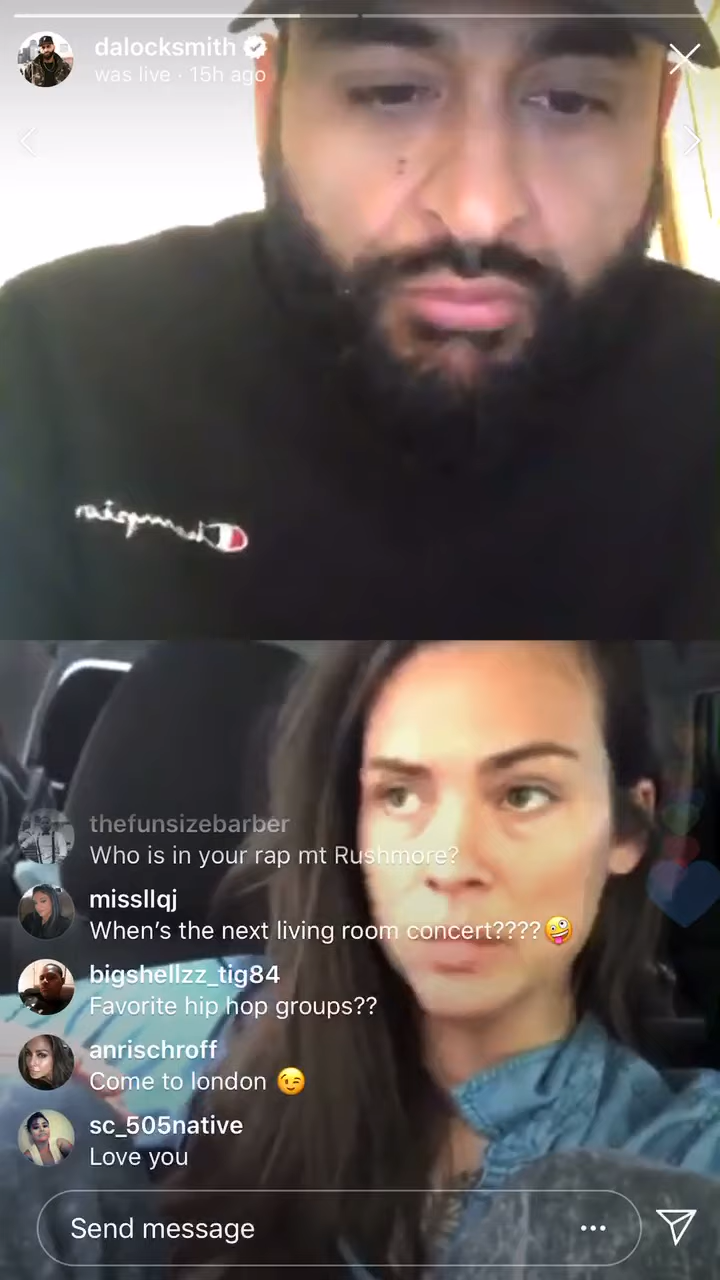 dalocksmith
was live · 15h ago
Champion
thefunsizebarber
Who is in your rap mt Rushmore?
missllqj
When's the next living room concert????🤪
bigshellzz_tig84
Favorite hip hop groups??
anrischroff
Come to london 😉
sc_505native
Love you
Send message